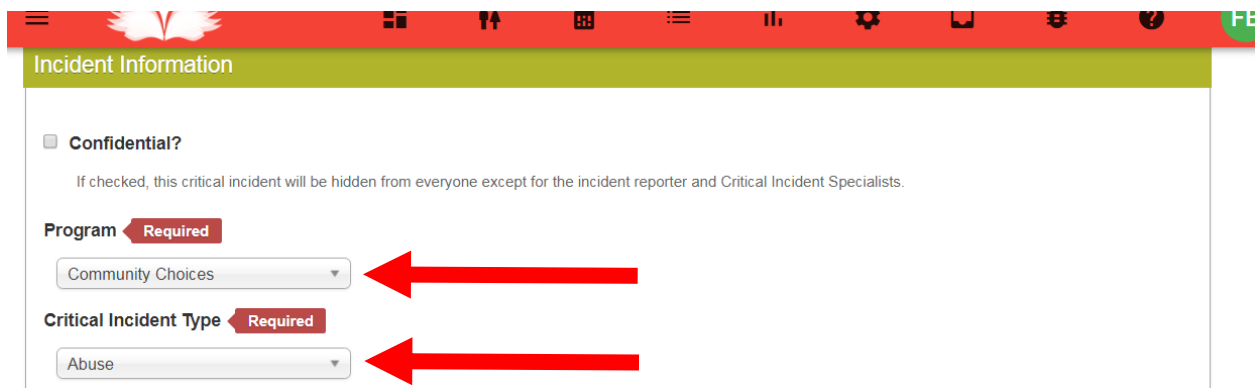 FB
Incident Information
Confidential?
If checked, this critical incident will be hidden from everyone except for the incident reporter and Critical Incident Specialists.
Program Required
Community Choices
Critical Incident Type Required
Abuse